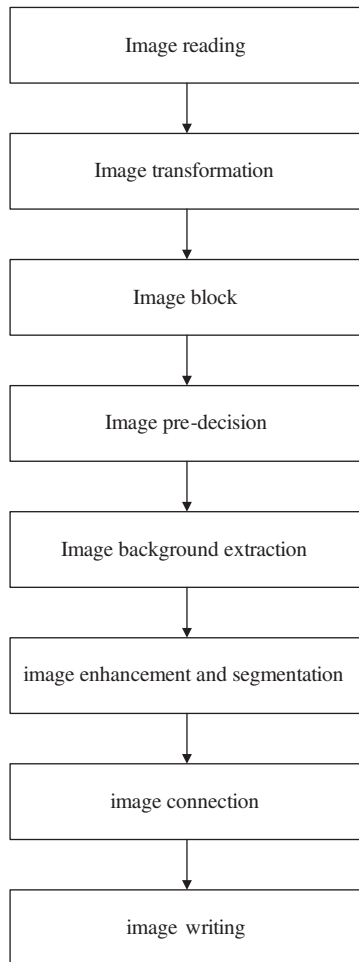 Image reading
Image transformation
Image block
Image pre-decision
Image background extraction
image enhancement and segmentation
image connection
image writing